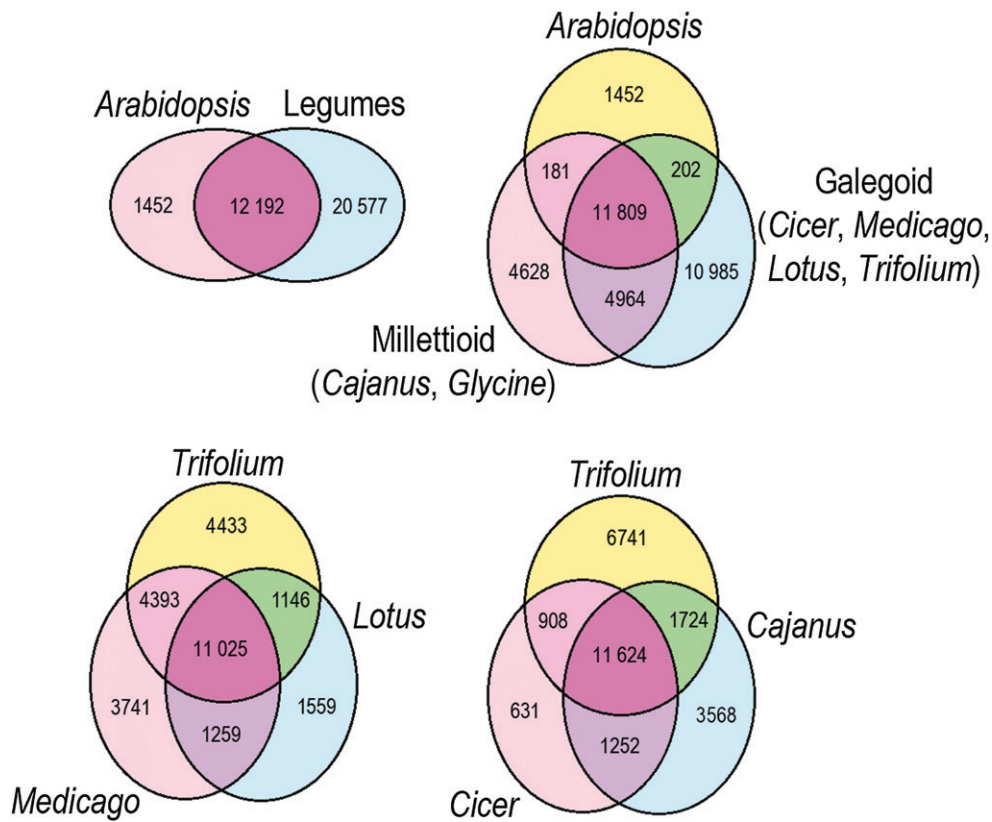 Arabidopsis
Legumes
1452
12 192
20 577
Arabidopsis
1452
181
202
11 809
4628
4964
10 985
Galegoid
(Cicer, Medicago,
Lotus, Trifolium)
Millettioid
(Cajanus, Glycine)
Trifolium
4433
4393
1146
11 025
Lotus
3741
1259
1559
Medicago
Trifolium
6741
908
1724
11 624
Cajanus
631
1252
3568
Cicer